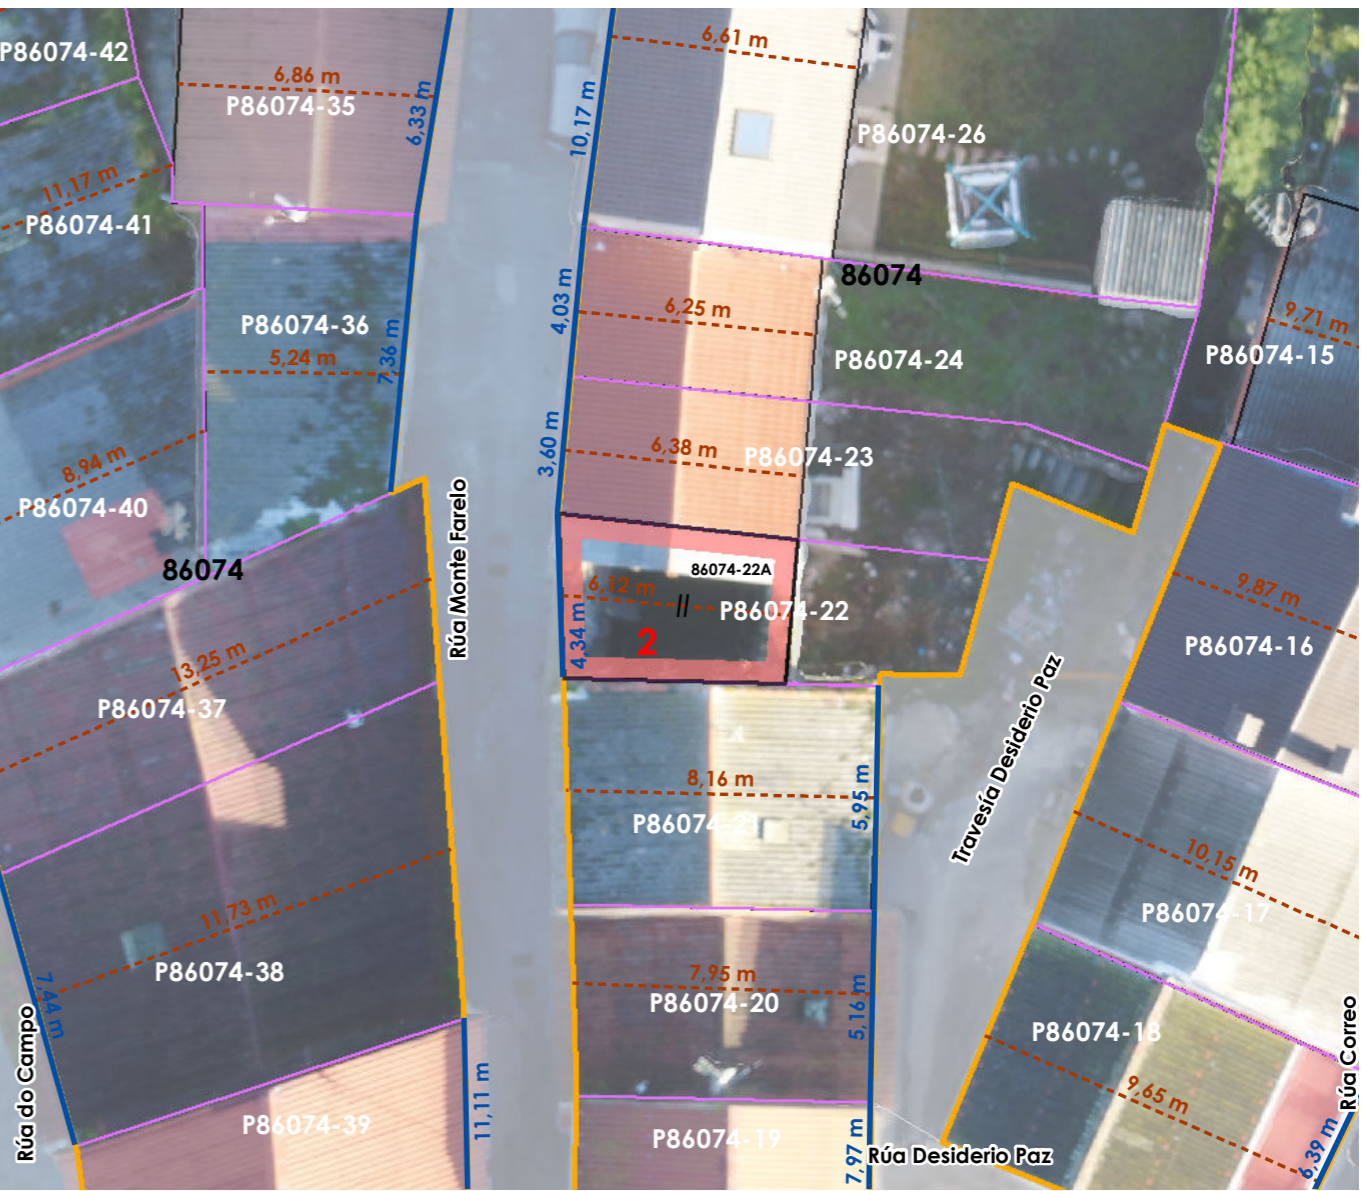 P86074-42
6,86 m
P86074-35
6,33 m
6,61 m
10,17 m
P86074-26
11,17 m
P86074-41
86074
4,03 m
6,25 m
P86074-24
9,71 m
P86074-15
P86074-36
5,24 m
7,36 m
3,60 m
6,38 m
P86074-23
8,94 m
P86074-40
86074
Rúa Monte Farelo
86074-22A
6,12 m
II
P86074-22
4,34 m
2
9,87 m
P86074-16
13,25 m
P86074-37
Travesía Desiderio Paz
8,16 m
P86074-21
5,95 m
10,15 m
P86074-17
11,73 m
P86074-38
7,44 m
7,95 m
P86074-20
5,16 m
P86074-18
9,65 m
Rúa do Campo
Rúa Correo
P86074-39
11,11 m
P86074-19
7,97 m
Rúa Desiderio Paz
6,39 m